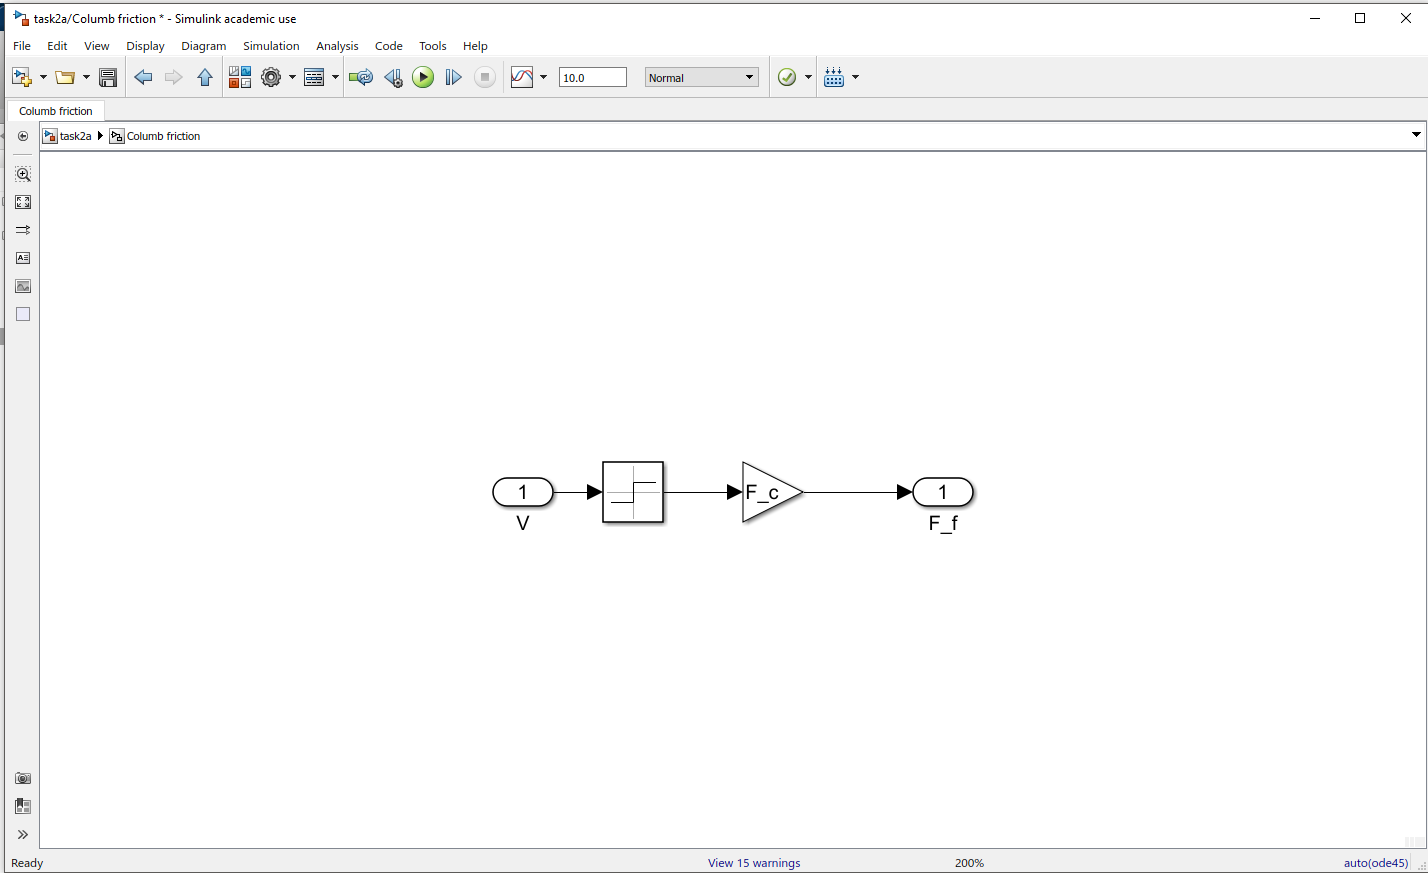 task2a/Columb friction * - Simulink academic use
File Edit View Display Diagram Simulation Analysis Code Tools Help
10.0 Normal
Columb friction
task2a Columb friction
1 F_c 1
V F_f
Ready View 15 warnings 200% auto(ode45)